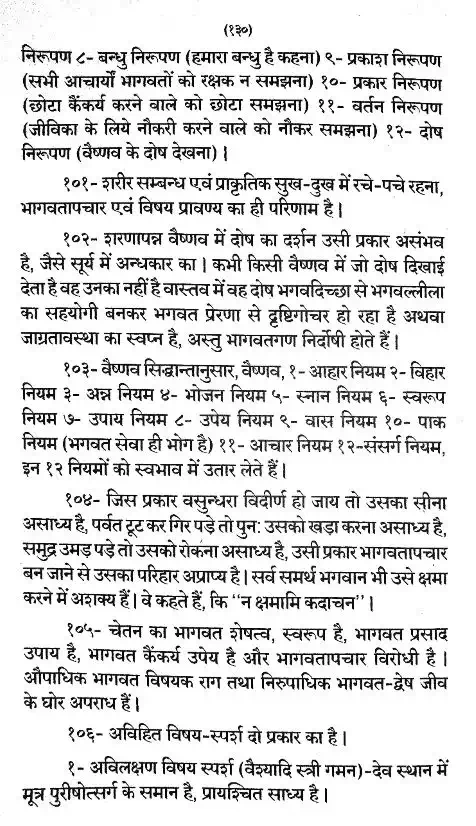 (१३०)
निरूपण ८- बन्धु निरूपण (हमारा बन्धु है कहना) ९- प्रकाश निरूपण
(सभी आचार्यों भागवतों को रक्षक न समझना) १०- प्रकार निरूपण
(छोटा कैंकर्य करने वाले को छोटा समझना) ११- वर्तन निरूपण
(जीविका के लिये नौकरी करने वाले को नौकर समझना) १२- दोष
निरूपण (वैष्णव के दोष देखना) ।
१०१- शरीर सम्बन्ध एवं प्राकृतिक सुख-दुख में रचे-पचे रहना,
भागवतापचार एवं विषय प्रावण्य का ही परिणाम है ।
१०२- शरणापन्न वैष्णव में दोष का दर्शन उसी प्रकार असंभव
है, जैसे सूर्य में अन्धकार का । कभी किसी वैष्णव में जो दोष दिखाई
देता है वह उनका नहीं है वास्तव में वह दोष भगवदिच्छा से भगवल्लीला
का सहयोगी बनकर भगवत प्रेरणा से दृष्टिगोचर हो रहा है अथवा
जाग्रतावस्था का स्वप्न है, अस्तु भागवतगण निर्दोषी होते हैं ।
१०३- वैष्णव सिद्धान्तानुसार, वैष्णव, १- आहार नियम २- विहार
नियम ३- अन्न नियम ४- भोजन नियम ५- स्नान नियम ६- स्वरूप
नियम ७- उपाय नियम ८- उपेय नियम ९- वास नियम १०- पाक
नियम (भगवत सेवा ही भोग है) ११- आचार नियम १२-संसर्ग नियम,
इन १२ नियमों को स्वभाव में उतार लेते हैं ।
१०४- जिस प्रकार वसुन्धरा विदीर्ण हो जाय तो उसका सीना
असाध्य है, पर्वत टूट कर गिर पड़े तो पुन: उसको खड़ा करना असाध्य है,
समुद्र उमड़ पड़े तो उसको रोकना असाध्य है, उसी प्रकार भागवतापचार
बन जाने से उसका परिहार अप्राप्य है । सर्व समर्थ भगवान भी उसे क्षमा
करने में अशक्य हैं । वे कहते हैं, कि "न क्षमामि कदाचन" ।
१०५- चेतन का भागवत शेषत्व, स्वरूप है, भागवत प्रसाद
उपाय है, भागवत कैंकर्य उपेय है और भागवतापचार विरोधी है ।
औपाधिक भागवत विषयक राग तथा निरुपाधिक भागवत-द्वेष जीव
के घोर अपराध हैं ।
१०६- अविहित विषय-स्पर्श दो प्रकार का है ।
१- अविलक्षण विषय स्पर्श (वैश्यादि स्त्री गमन)-देव स्थान में
मूत्र पुरीषोत्सर्ग के समान है, प्रायश्चित साध्य है ।